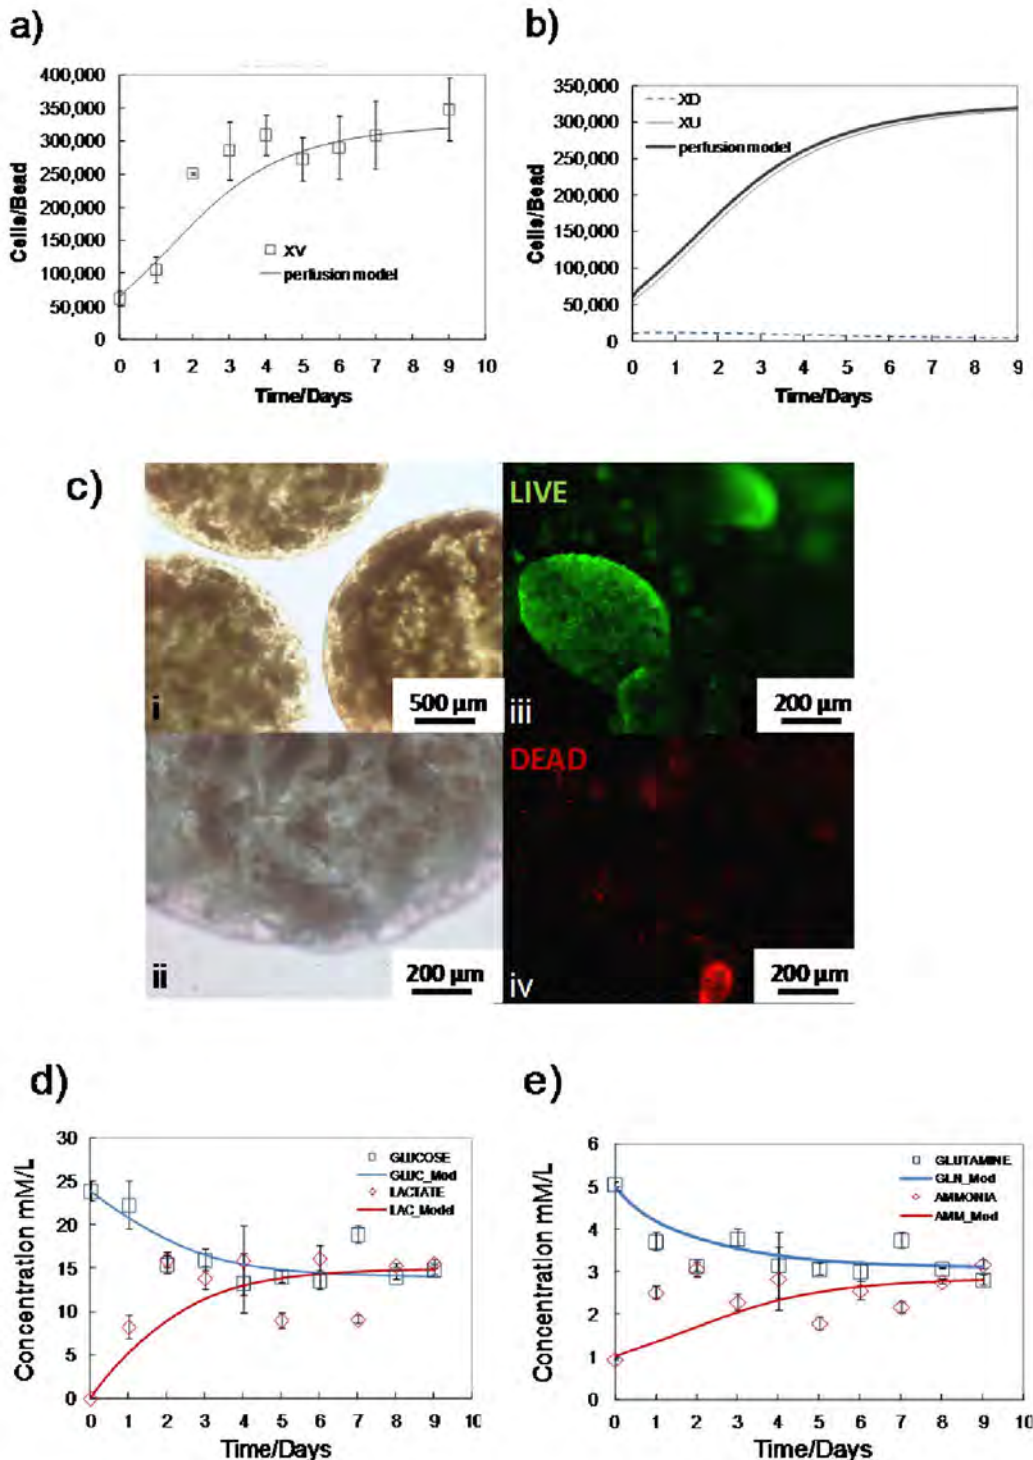 a)
400,000
350,000
300,000
250,000
200,000
150,000
100,000
50,000
0
Cells/Bead
XV
perfusion model
0 1 2 3 4 5 6 7 8 9 10
Time/Days
b)
350,000
300,000
250,000
200,000
150,000
100,000
50,000
0
Cells/Bead
XD
XU
perfusion model
0 1 2 3 4 5 6 7 8 9
Time/Days
c)
i
500 µm
LIVE
iii
200 µm
ii
200 µm
DEAD
iv
200 µm
d)
30
25
20
15
10
5
0
Concentration mM/L
GLUCOSE
GLUC_Mod
LACTATE
LAC_Model
0 1 2 3 4 5 6 7 8 9 10
Time/Days
e)
6
5
4
3
2
1
0
Concentration mM/L
GLUTAMINE
GLN_Mod
AMMONIA
AMM_Mod
0 1 2 3 4 5 6 7 8 9 10
Time/Days